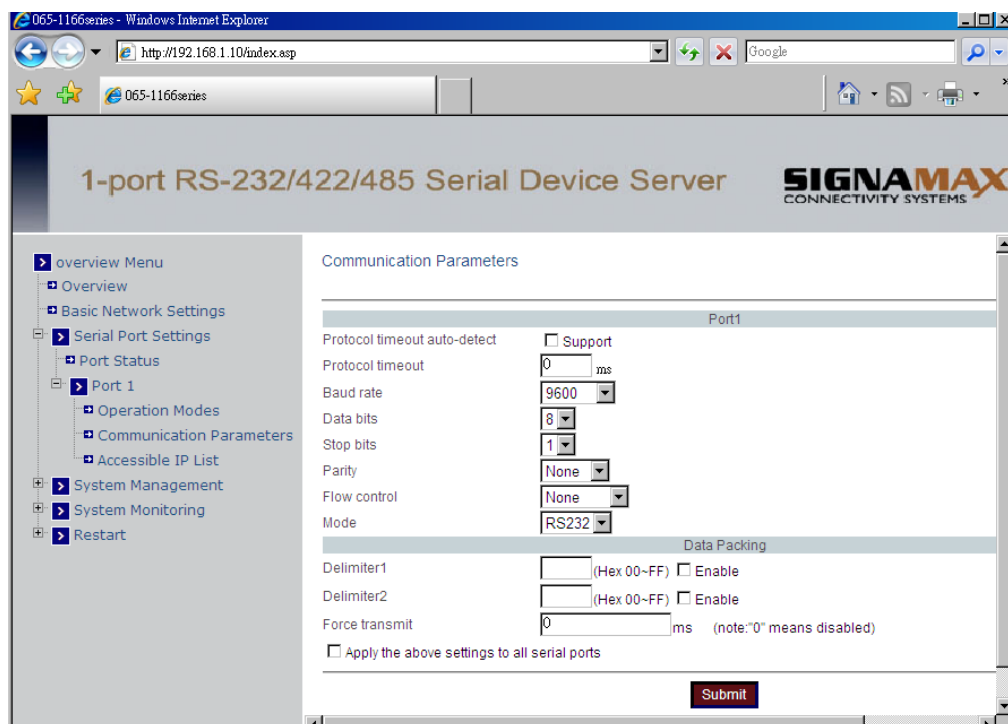 065-1166series - Windows Internet Explorer
http://192.168.1.10/index.asp
Google
065-1166series
1-port RS-232/422/485 Serial Device Server
SIGNAMAX
CONNECTIVITY SYSTEMS
overview Menu
Overview
Basic Network Settings
Serial Port Settings
Port Status
Port 1
Operation Modes
Communication Parameters
Accessible IP List
System Management
System Monitoring
Restart
Communication Parameters
Port1
Protocol timeout auto-detect Support
Protocol timeout 0 ms
Baud rate 9600
Data bits 8
Stop bits 1
Parity None
Flow control None
Mode RS232
Data Packing
Delimiter1 (Hex 00~FF) Enable
Delimiter2 (Hex 00~FF) Enable
Force transmit 0 ms (note:"0" means disabled)
Apply the above settings to all serial ports
Submit